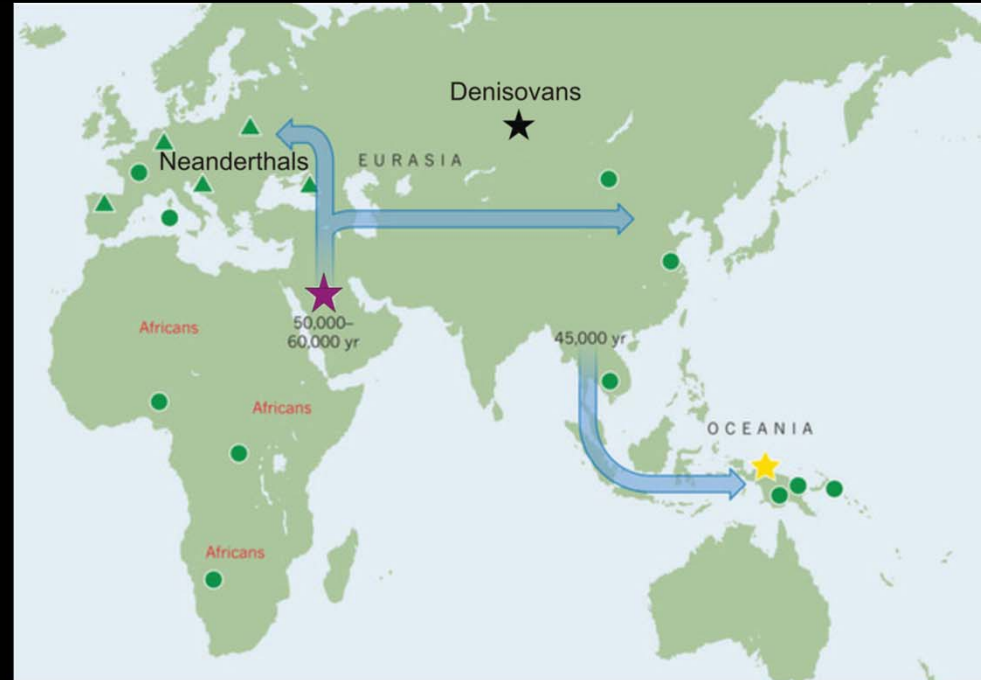 Denisovans
Neanderthals
EURASIA
50,000–
60,000 yr
Africans
45,000 yr
Africans
OCEANIA
Africans